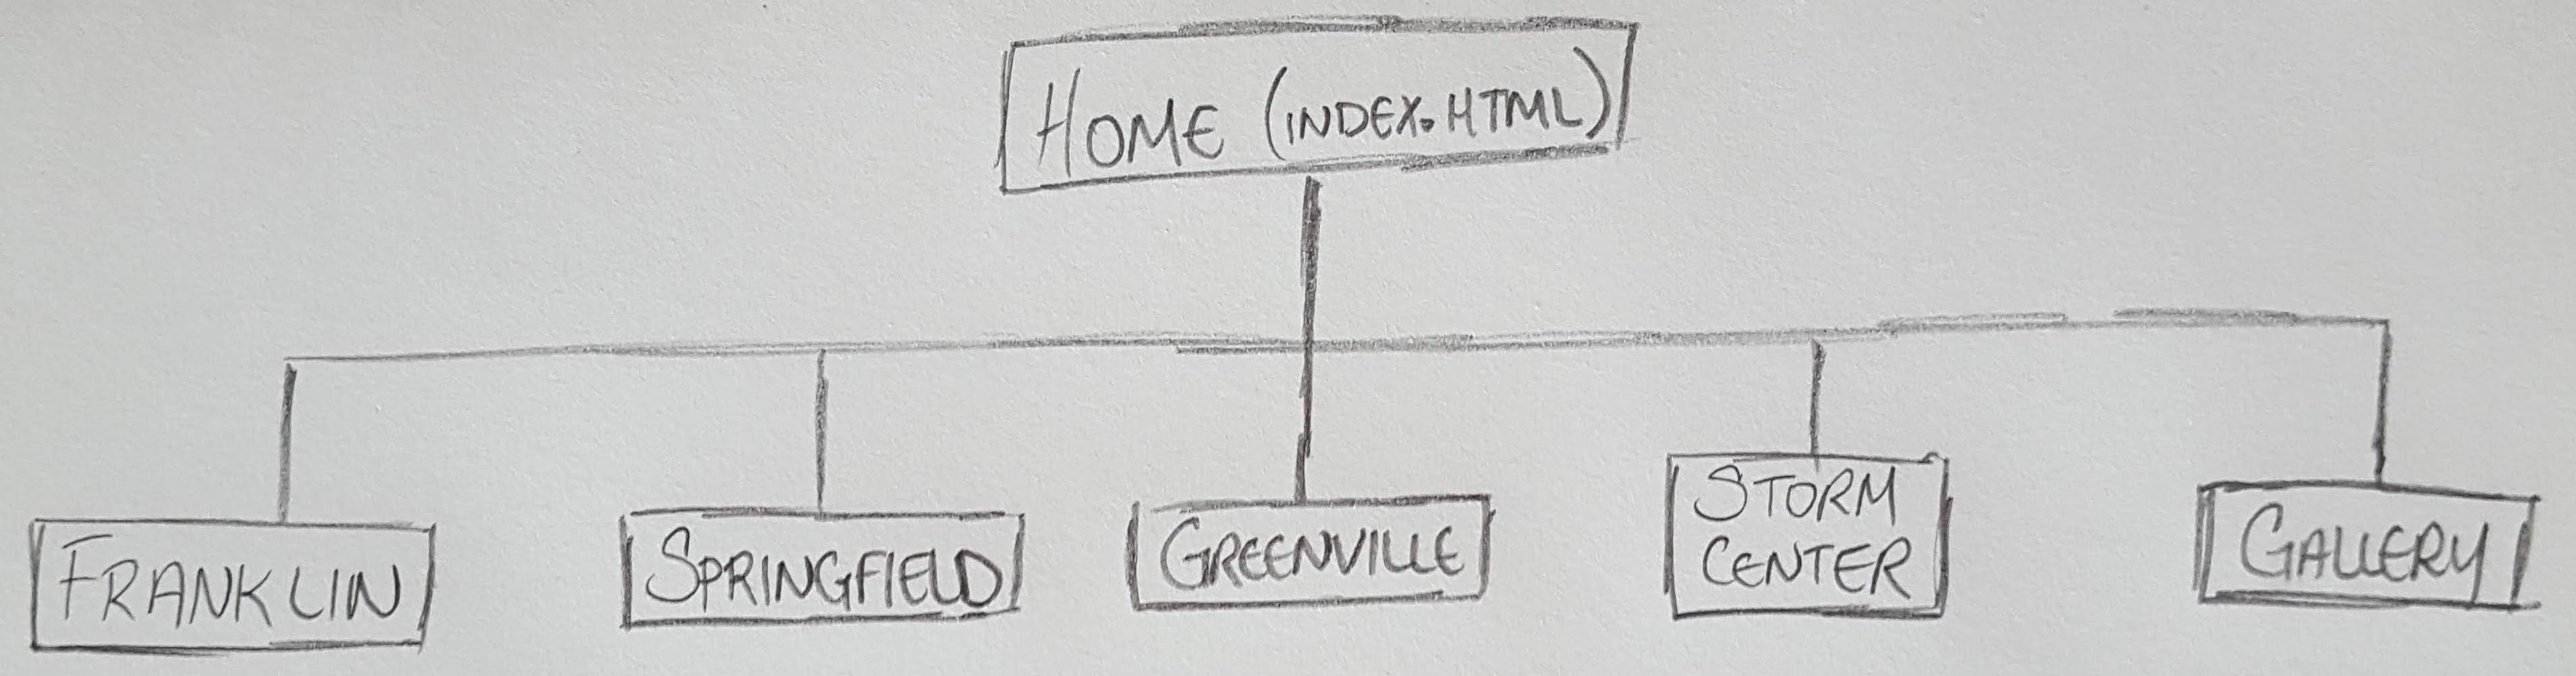 HOME (INDEX.HTML)
FRANKLIN
SPRINGFIELD
GREENVILLE
STORM
CENTER
GALLERY